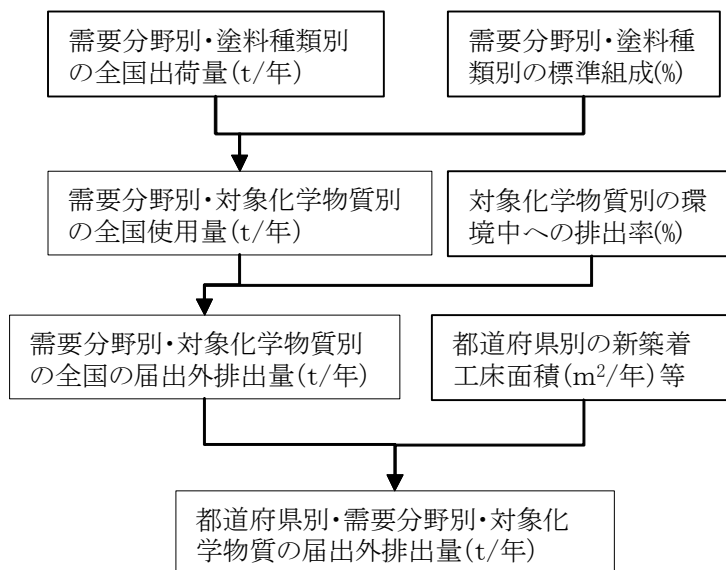 需要分野別・塗料種類別
の全国出荷量(t/年)
需要分野別・塗料種
類別の標準組成(%)
需要分野別・対象化学物質別
の全国使用量(t/年)
対象化学物質別の環
境中への排出率(%)
需要分野別・対象化学物質別
の全国の届出外排出量(t/年)
都道府県別の新築着
工床面積(m²/年)等
都道府県別・需要分野別・対象化
学物質の届出外排出量(t/年)